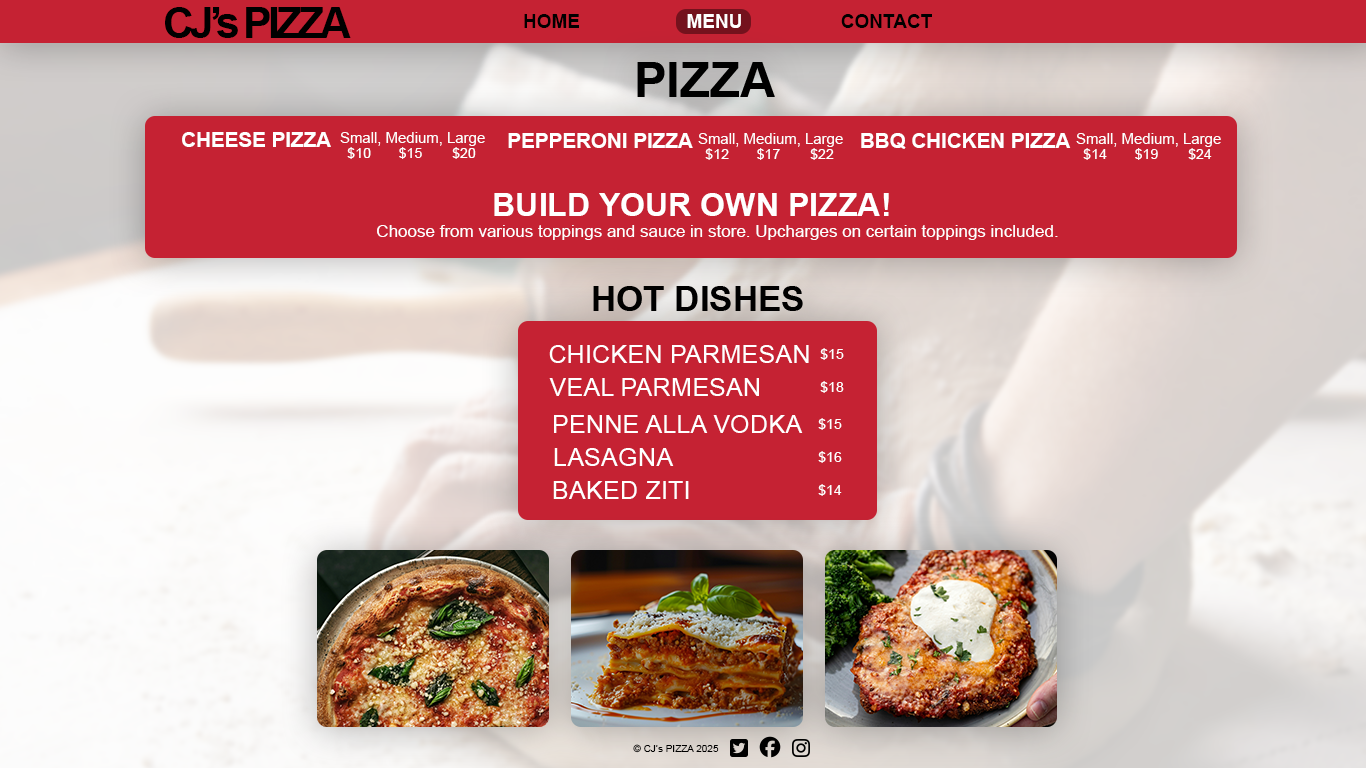 CJ's PIZZA HOME MENU CONTACT
PIZZA
CHEESE PIZZA Small, Medium, Large PEPPERONI PIZZA Small, Medium, Large BBQ CHICKEN PIZZA Small, Medium, Large
$10 $15 $20 $12 $17 $22 $14 $19 $24
BUILD YOUR OWN PIZZA!
Choose from various toppings and sauce in store. Upcharges on certain toppings included.
HOT DISHES
CHICKEN PARMESAN $15
VEAL PARMESAN $18
PENNE ALLA VODKA $15
LASAGNA $16
BAKED ZITI $14
© CJ's PIZZA 2025